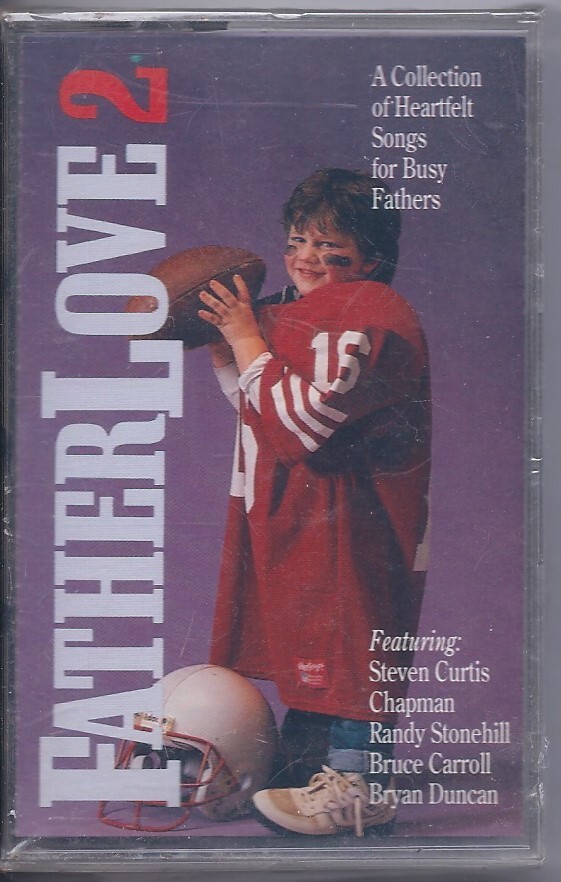 FATHERLOVE 2
A Collection
of Heartfelt
Songs
for Busy
Fathers
16
Featuring:
Steven Curtis
Chapman
Randy Stonehill
Bruce Carroll
Bryan Duncan